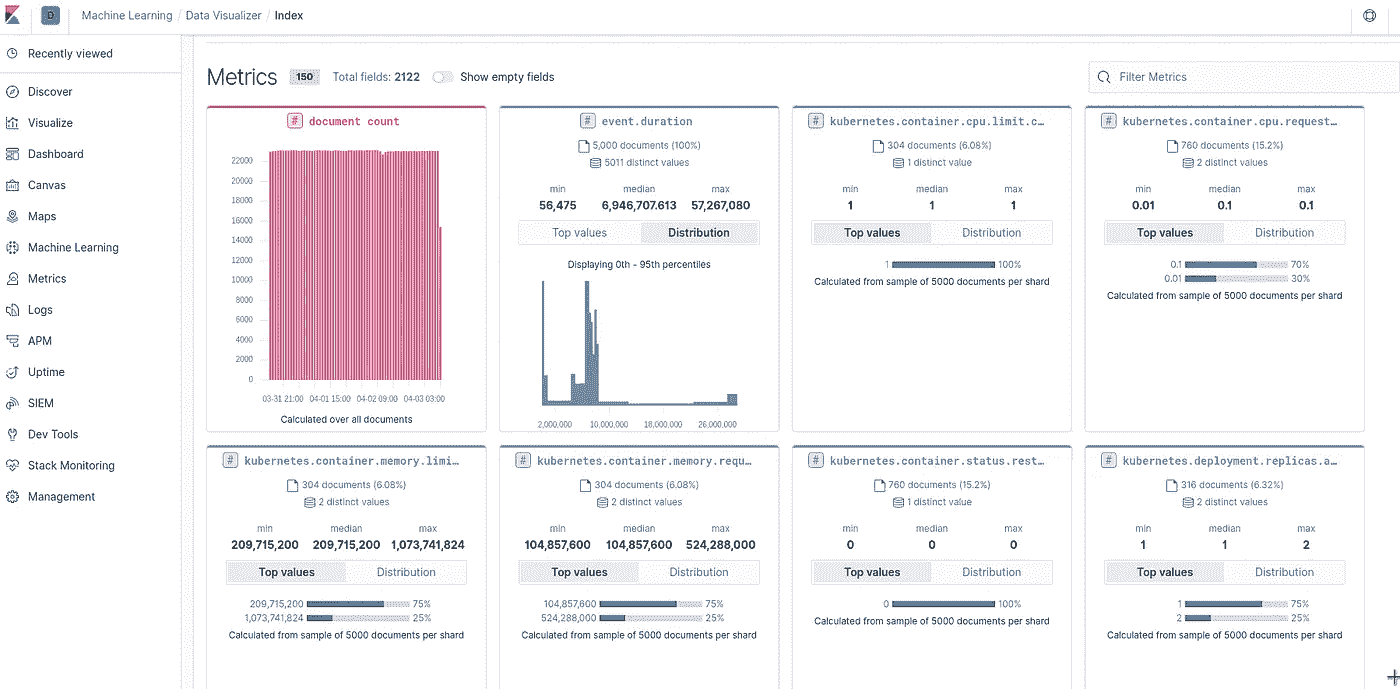 D
Machine Learning / Data Visualizer / Index
Recently viewed
Discover
Visualize
Dashboard
Canvas
Maps
Machine Learning
Metrics
Logs
APM
Uptime
SIEM
Dev Tools
Stack Monitoring
Management
Metrics 150 Total fields: 2122 Show empty fields
Filter Metrics
# document count
22000
20000
18000
16000
14000
12000
10000
8000
6000
4000
2000
0
03-31 21:00 04-01 15:00 04-02 09:00 04-03 03:00
Calculated over all documents
# event.duration
5,000 documents (100%)
5011 distinct values
min median max
56,475 6,946,707.613 57,267,080
Top values Distribution
Displaying 0th - 95th percentiles
2,000,000 10,000,000 18,000,000 26,000,000
# kubernetes.container.cpu.limit.c…
304 documents (6.08%)
1 distinct value
min median max
1 1 1
Top values Distribution
1 100%
Calculated from sample of 5000 documents per shard
# kubernetes.container.cpu.request…
760 documents (15.2%)
2 distinct values
min median max
0.01 0.1 0.1
Top values Distribution
0.1 70%
0.01 30%
Calculated from sample of 5000 documents per shard
# kubernetes.container.memory.limi…
304 documents (6.08%)
2 distinct values
min median max
209,715,200 209,715,200 1,073,741,824
Top values Distribution
209,715,200 75%
1,073,741,824 25%
Calculated from sample of 5000 documents per shard
# kubernetes.container.memory.requ…
304 documents (6.08%)
2 distinct values
min median max
104,857,600 104,857,600 524,288,000
Top values Distribution
104,857,600 75%
524,288,000 25%
Calculated from sample of 5000 documents per shard
# kubernetes.container.status.rest…
760 documents (15.2%)
1 distinct value
min median max
0 0 0
Top values Distribution
0 100%
Calculated from sample of 5000 documents per shard
# kubernetes.deployment.replicas.a…
316 documents (6.32%)
2 distinct values
min median max
1 1 2
Top values Distribution
1 75%
2 25%
Calculated from sample of 5000 documents per shard